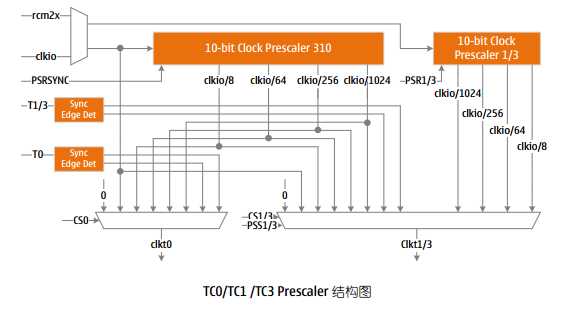 rcm2x
clkio
PSRSYNC
10-bit Clock Prescaler 310
10-bit Clock
Prescaler 1/3
PSR1/3
clkio/8
clkio/64
clkio/256
clkio/1024
clkio/1024
clkio/256
clkio/64
clkio/8
T1/3
Sync
Edge Det
T0
Sync
Edge Det
0
0
CS0
CS1/3
PSS1/3
clkt0
Clkt1/3
TC0/TC1 /TC3 Prescaler 结构图